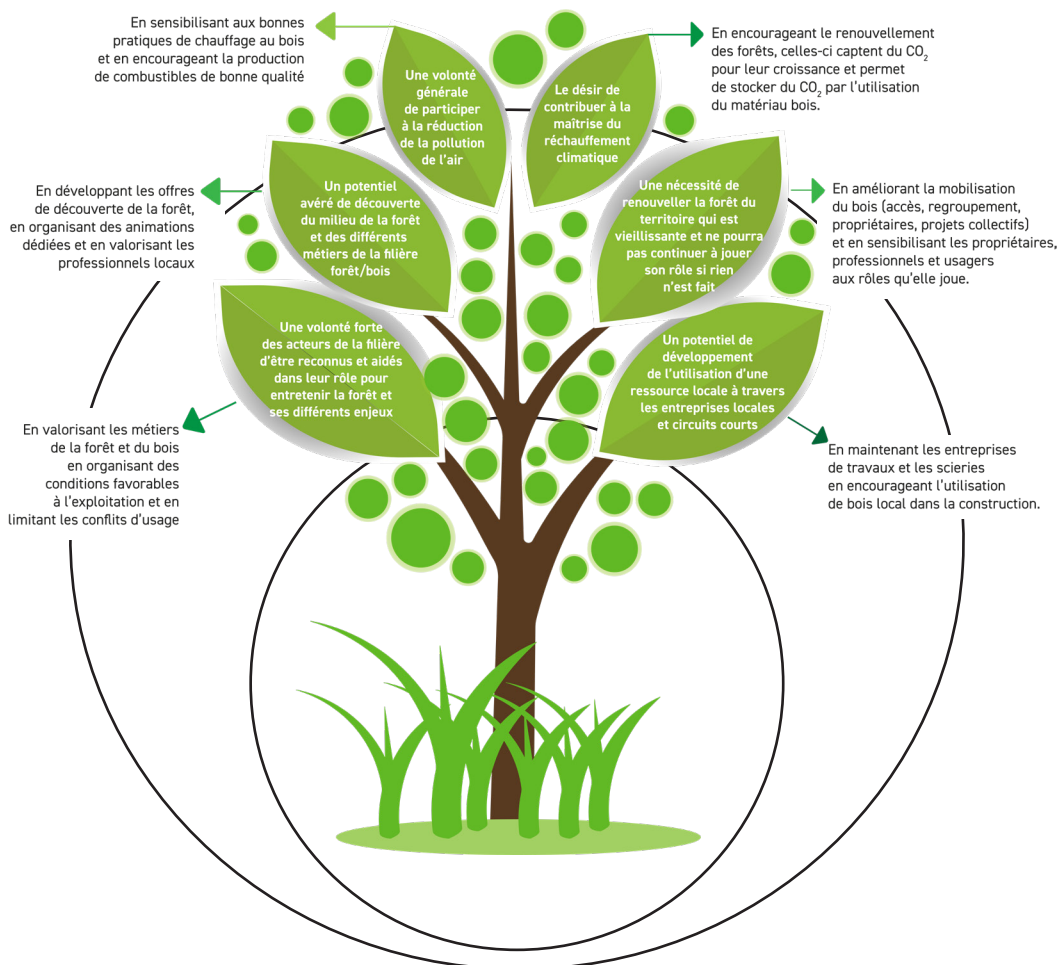 En sensibilisant aux bonnes
pratiques de chauffage au bois
et en encourageant la production
de combustibles de bonne qualité
Une volonté
générale
de participer
à la réduction
de la pollution
de l'air
Le désir de
contribuer à la
maîtrise du
réchauffement
climatique
En encourageant le renouvellement
des forêts, celles-ci captent du CO₂
pour leur croissance et permet
de stocker du CO₂ par l'utilisation
du matériau bois.
En développant les offres
de découverte de la forêt,
en organisant des animations
dédiées et en valorisant les
professionnels locaux
Un potentiel
avéré de découverte
du milieu de la forêt
et des différents
métiers de la filière
forêt/bois
Une nécessité de
renouveller la forêt du
territoire qui est
vieillissante et ne pourra
pas continuer à jouer
son rôle si rien
n'est fait
En améliorant la mobilisation
du bois (accès, regroupement,
propriétaires, projets collectifs)
et en sensibilisant les propriétaires,
professionnels et usagers
aux rôles qu'elle joue.
Une volonté forte
des acteurs de la filière
d'être reconnus et aidés
dans leur rôle pour
entretenir la forêt et
ses différents enjeux
Un potentiel de
développement
de l'utilisation d'une
ressource locale à travers
les entreprises locales
et circuits courts
En valorisant les métiers
de la forêt et du bois
en organisant des
conditions favorables
à l'exploitation et en
limitant les conflits d'usage
En maintenant les entreprises
de travaux et les scieries
en encourageant l'utilisation
de bois local dans la construction.